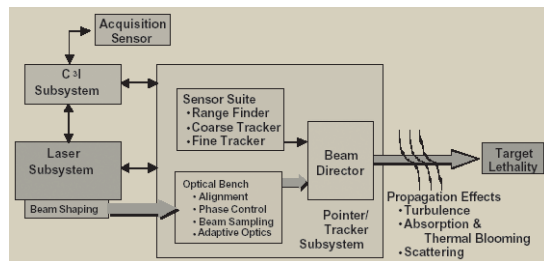 Acquisition
Sensor
C³I
Subsystem
Laser
Subsystem
Beam Shaping
Sensor Suite
• Range Finder
• Coarse Tracker
• Fine Tracker
Optical Bench
• Alignment
• Phase Control
• Beam Sampling
• Adaptive Optics
Beam
Director
Pointer/
Tracker
Subsystem
Propagation Effects
• Turbulence
• Absorption &
Thermal Blooming
• Scattering
Target
Lethality